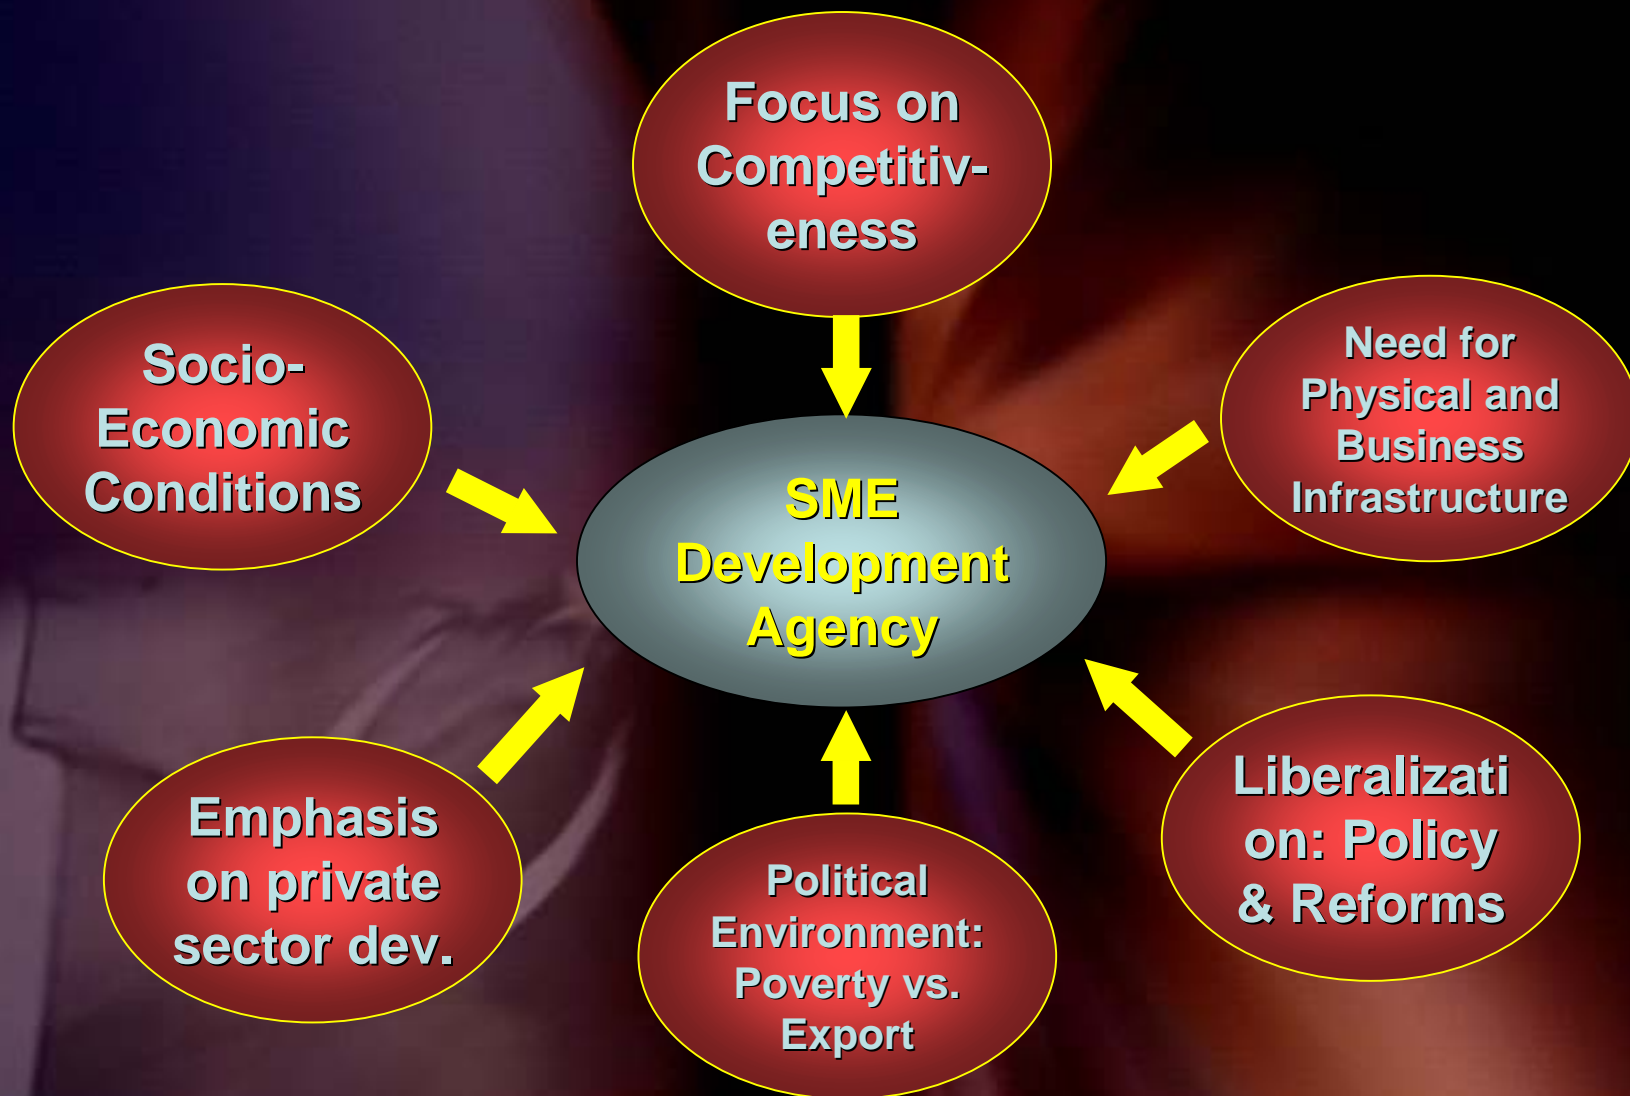 Focus on
Competitiv-
eness
Socio-
Economic
Conditions
Need for
Physical and
Business
Infrastructure
SME
Development
Agency
Emphasis
on private
sector dev.
Political
Environment:
Poverty vs.
Export
Liberalizati
on: Policy
& Reforms